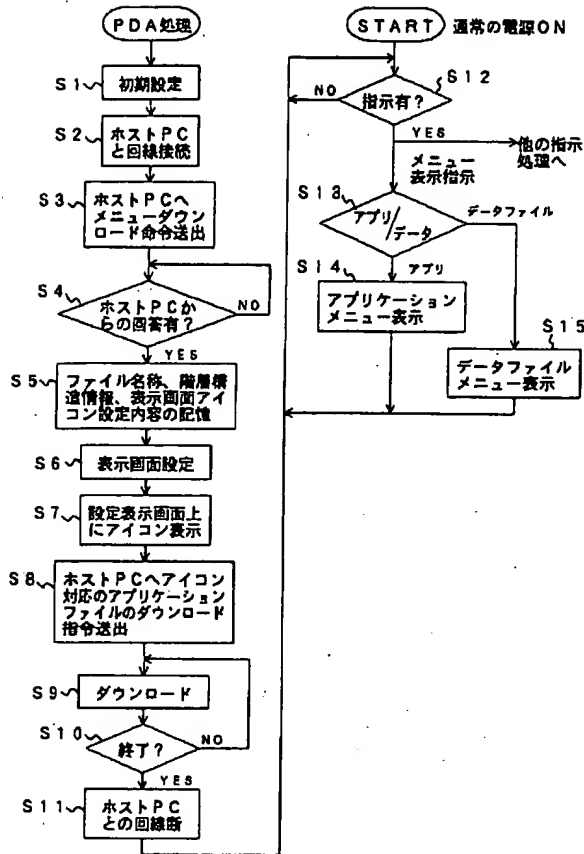 PDA処理
S1
初期設定
S2
ホストPC
と回線接続
S3
ホストPCへ
メニューダウン
ロード命令送出
S4
ホストPCか
らの回答有?
NO
YES
S5
ファイル名称、階層構
造情報、表示画面アイ
コン設定内容の記憶
S6
表示画面設定
S7
設定表示画面上
にアイコン表示
S8
ホストPCへアイコン
対応のアプリケーション
ファイルのダウンロード
指令送出
S9
ダウンロード
S10
終了?
NO
YES
S11
ホストPC
との回線断
START 通常の電源ON
S12
指示有?
NO
YES
他の指示
処理へ
メニュー
表示指示
S13
アプリ/
データ
データファイル
アプリ
S14
アプリケーション
メニュー表示
S15
データファイル
メニュー表示